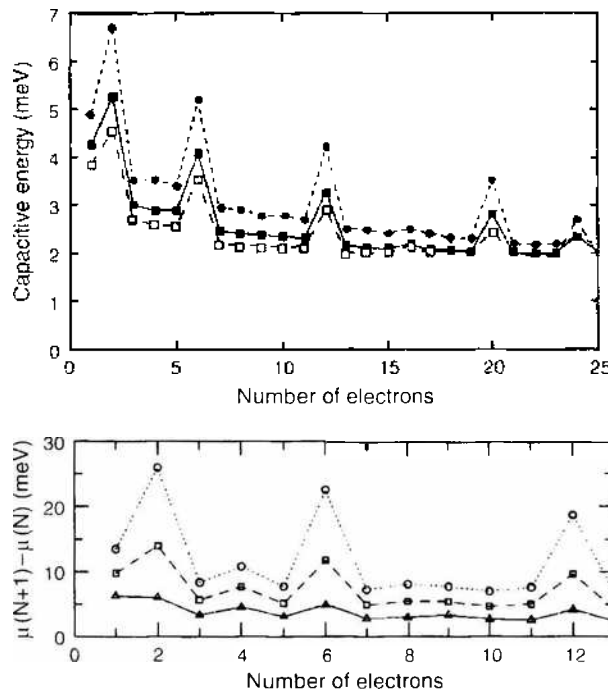 7
6
5
4
3
2
1
0
Capacitive energy (meV)
0 5 10 15 20 25
Number of electrons
30
20
10
0
μ(N+1)−μ(N) (meV)
0 2 4 6 8 10 12
Number of electrons